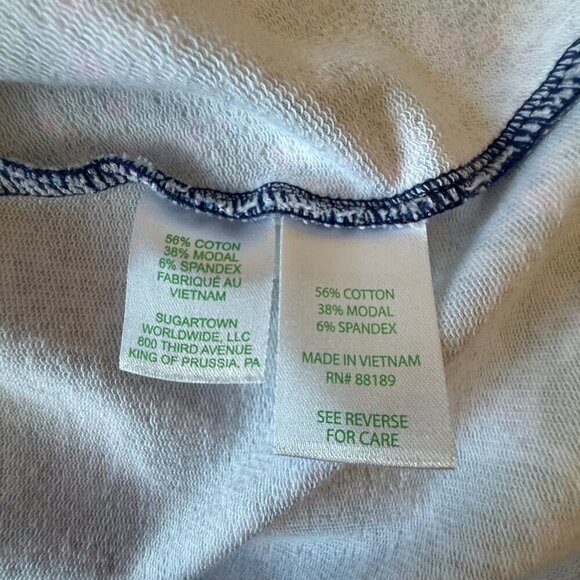 56% COTON
38% MODAL
6% SPANDEX
FABRIQUÉ AU
VIETNAM
SUGARTOWN
WORLDWIDE, LLC
800 THIRD AVENUE
KING OF PRUSSIA, PA
56% COTTON
38% MODAL
6% SPANDEX
MADE IN VIETNAM
RN# 88189
SEE REVERSE
FOR CARE